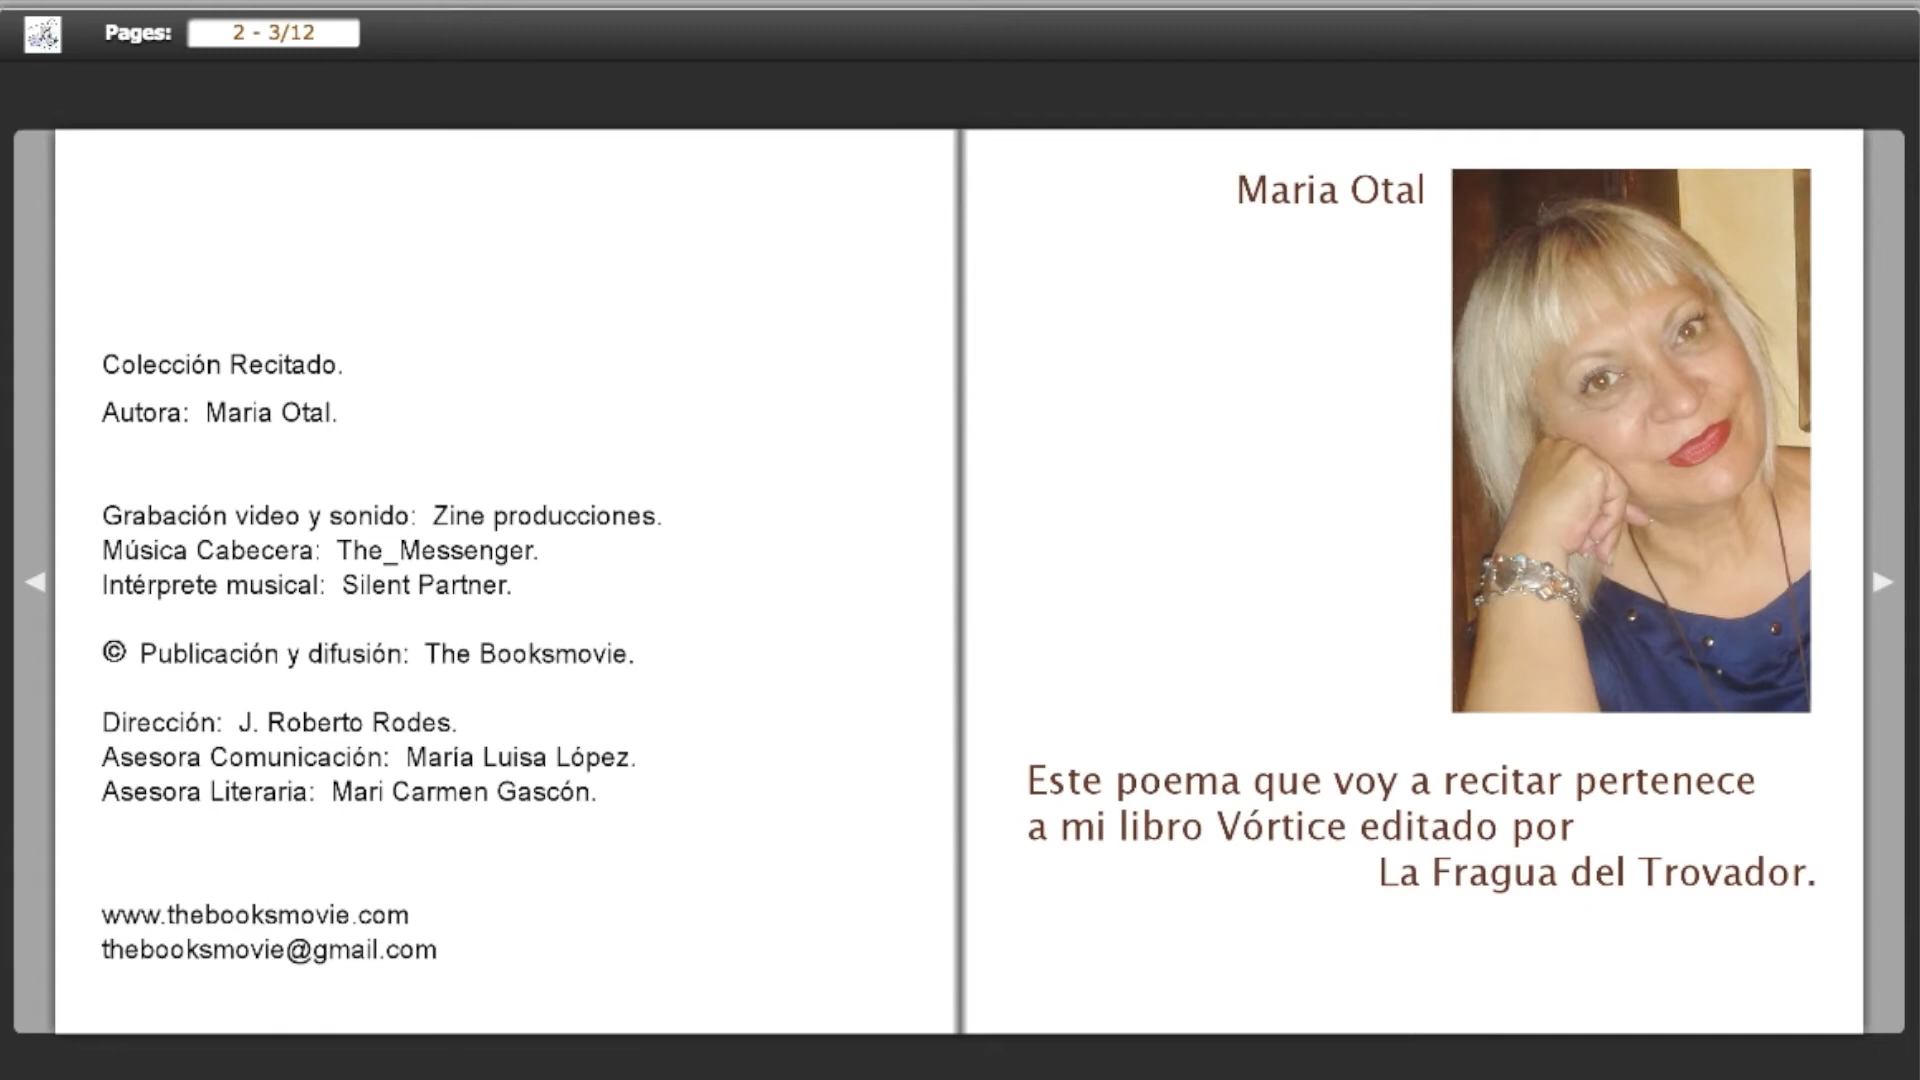 Pages: 2 - 3/12
Colección Recitado.
Autora: Maria Otal.
Grabación video y sonido: Zine producciones.
Música Cabecera: The_Messenger.
Intérprete musical: Silent Partner.
© Publicación y difusión: The Booksmovie.
Dirección: J. Roberto Rodes.
Asesora Comunicación: María Luisa López.
Asesora Literaria: Mari Carmen Gascón.
www.thebooksmovie.com
thebooksmovie@gmail.com
Maria Otal
Este poema que voy a recitar pertenece
a mi libro Vórtice editado por
La Fragua del Trovador.